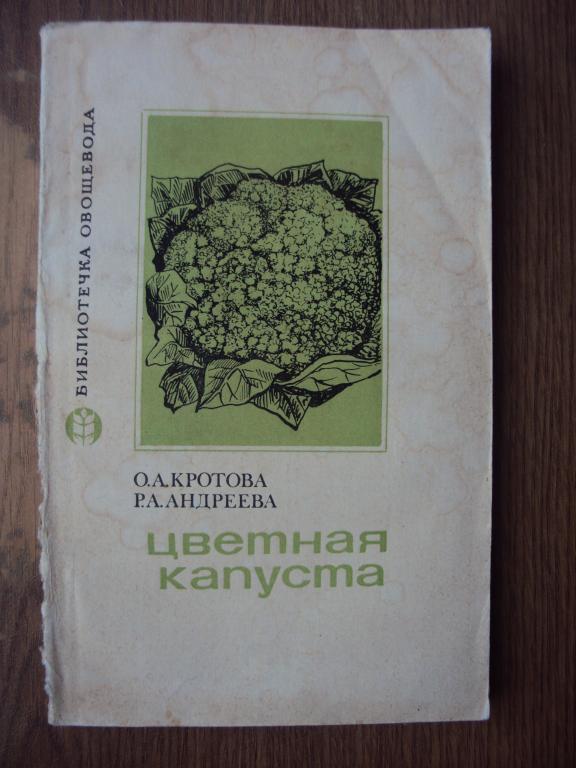 БИБЛИОТЕЧКА ОВОЩЕВОДА
О.А.КРОТОВА
Р.А.АНДРЕЕВА
цветная
капуста